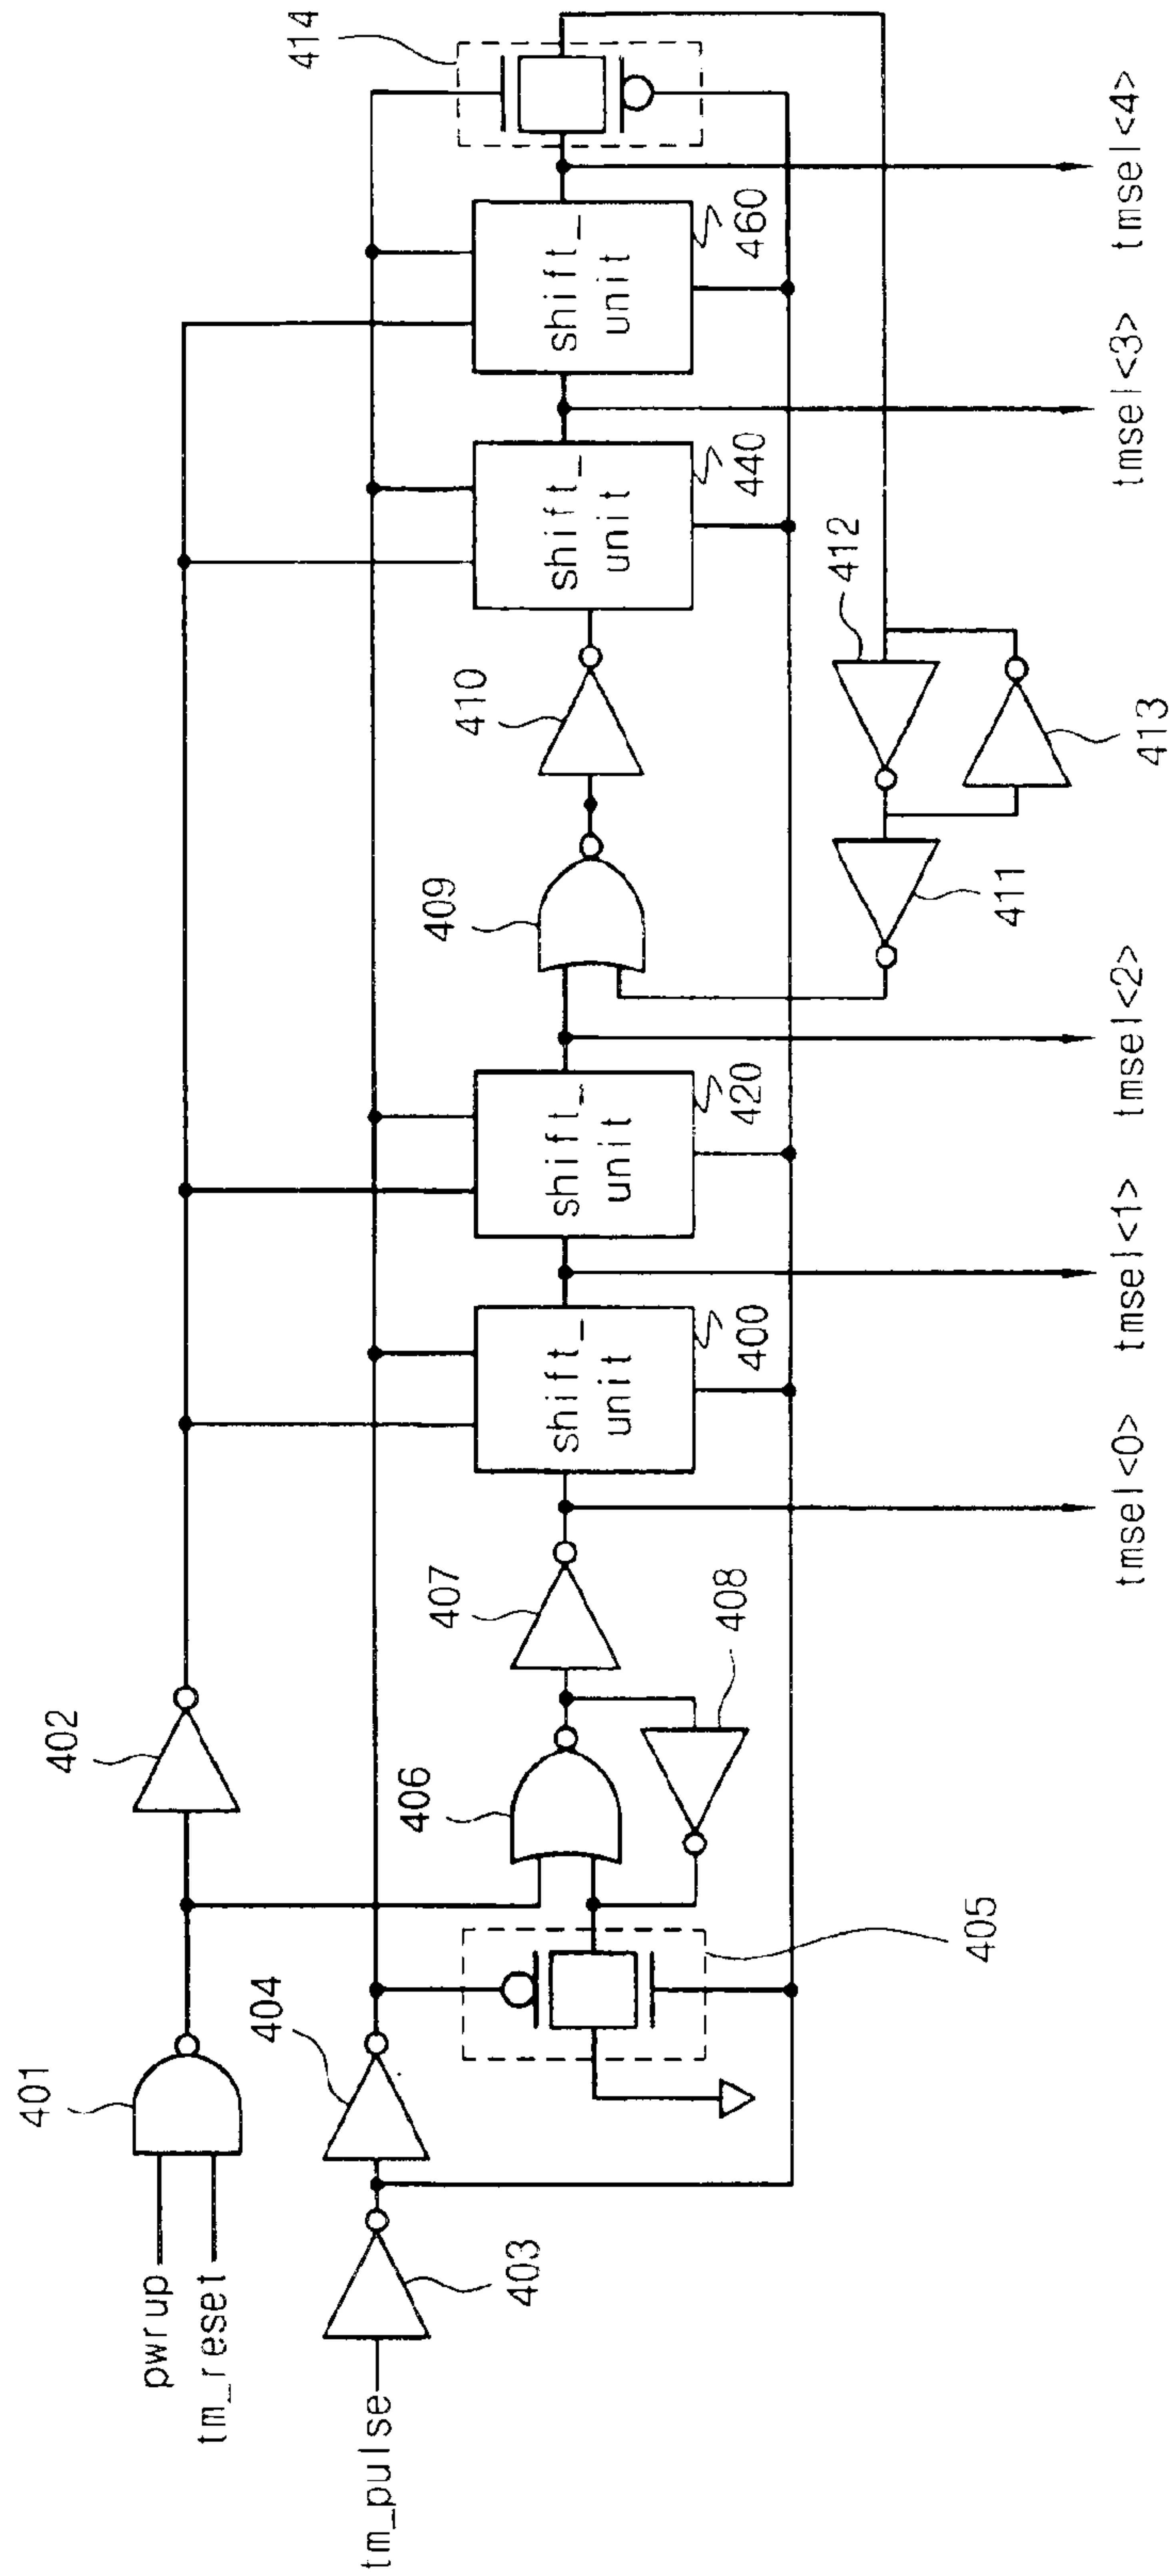 pwrup
tm_reset
tm_pulse
401
402
403
404
405
406
407
408
shift_
unit
400
shift_
unit
420
409
410
shift_
unit
440
shift_
unit
460
414
411
412
413
tmsel<0>
tmsel<1>
tmsel<2>
tmsel<3>
tmsel<4>